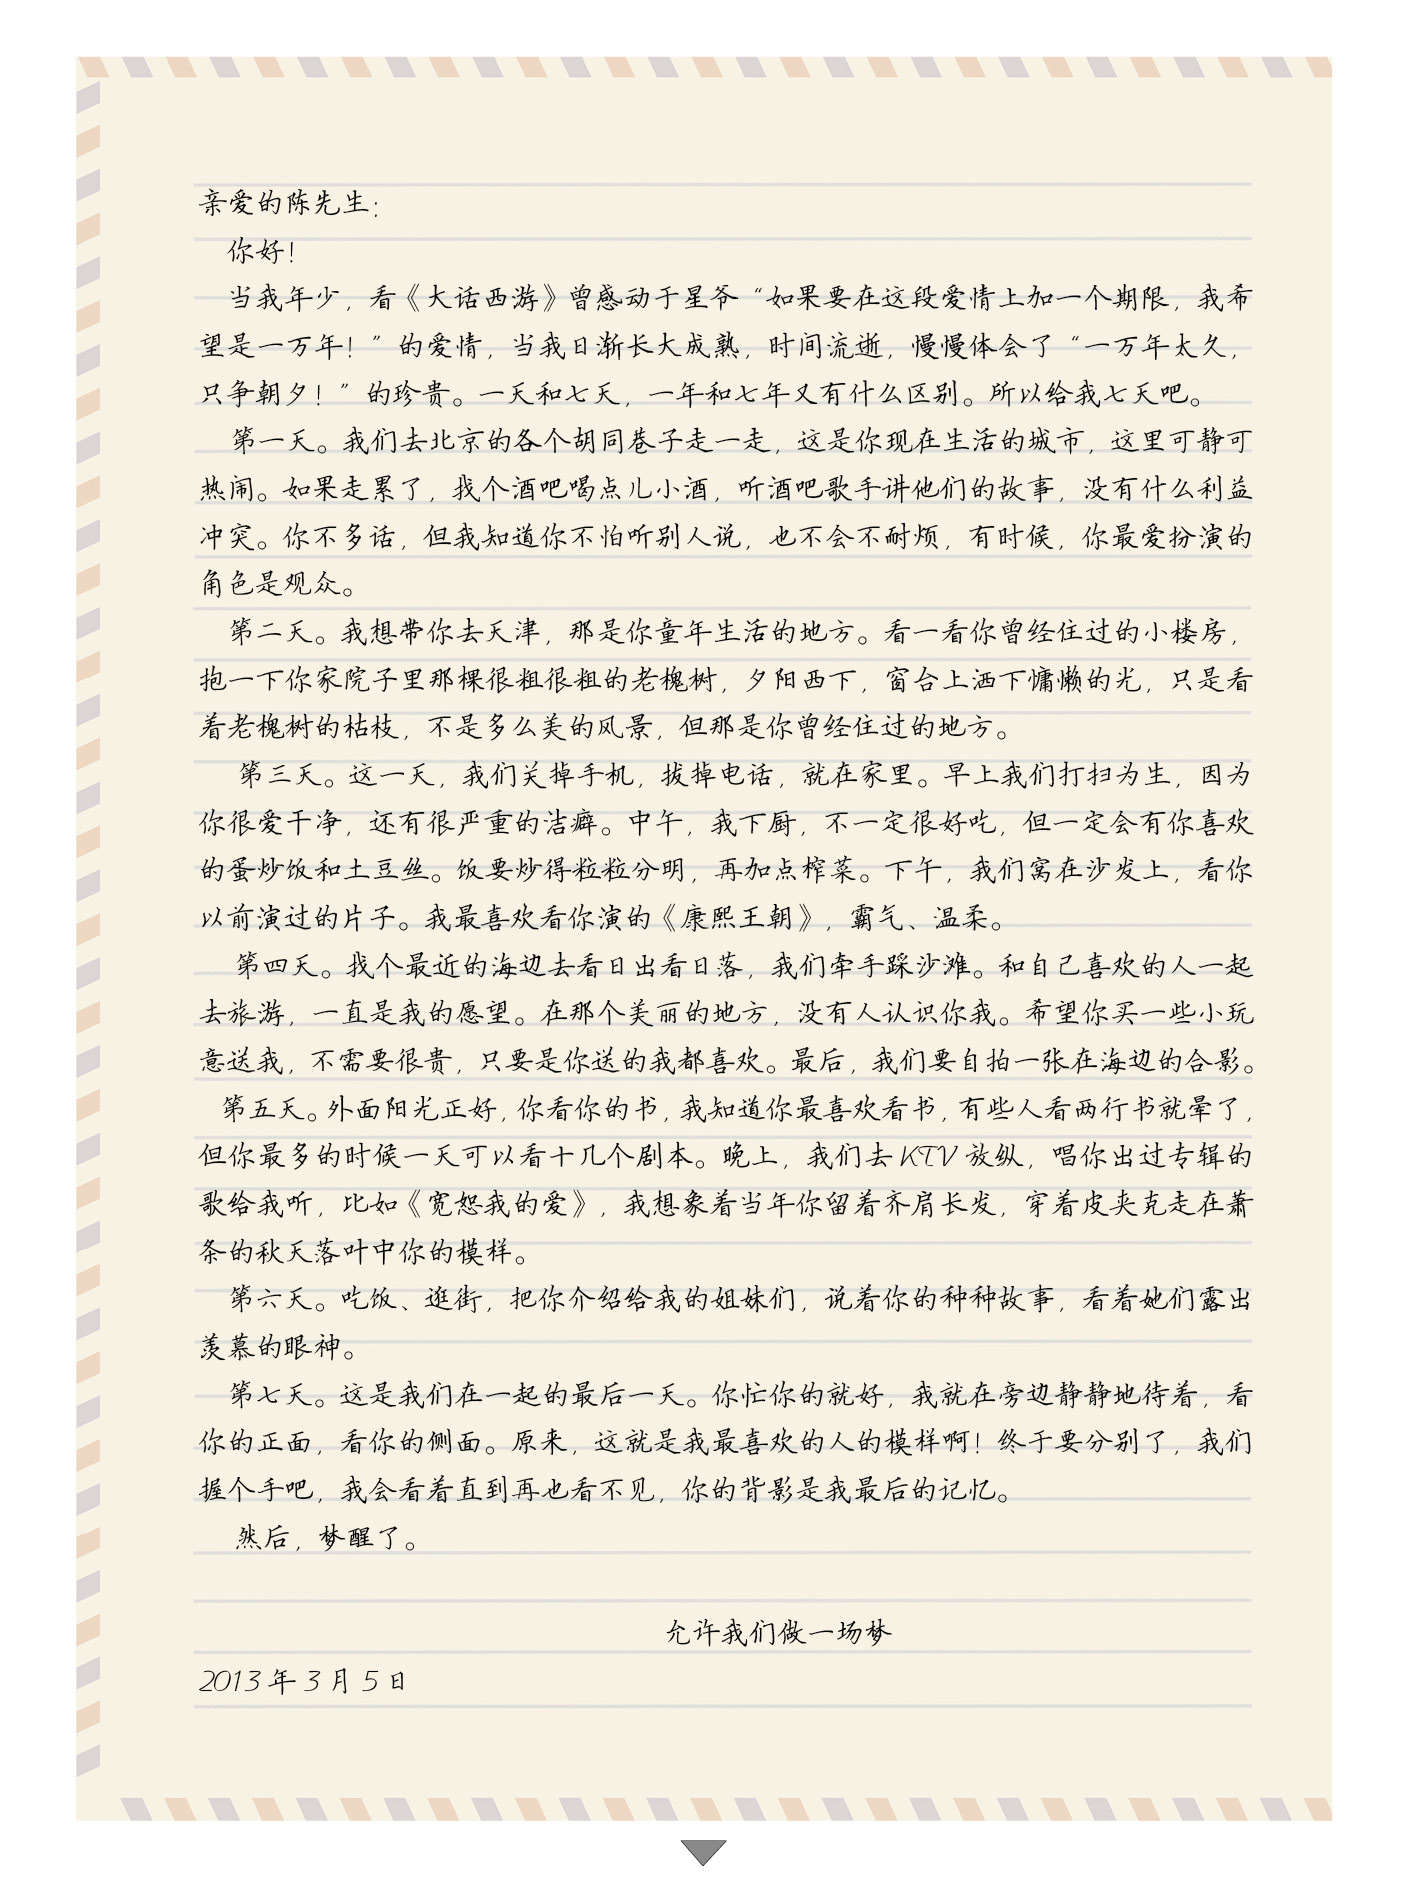 亲爱的陈先生：
你好！
当我年少，看《大话西游》曾感动于星爷“如果要在这段爱情上加一个期限，我希
望是一万年！”的爱情，当我日渐长大成熟，时间流逝，慢慢体会了“一万年太久，
只争朝夕！”的珍贵。一天和七天，一年和七年又有什么区别。所以给我七天吧。
第一天。我们去北京的各个胡同巷子走一走，这是你现在生活的城市，这里可静可
热闹。如果走累了，找个酒吧喝点儿小酒，听酒吧歌手讲他们的故事，没有什么利益
冲突。你不多话，但我知道你不怕听别人说，也不会不耐烦，有时候，你最爱扮演的
角色是观众。
第二天。我想带你去天津，那是你童年生活的地方。看一看你曾经住过的小楼房，
抱一下你家院子里那棵很粗很粗的老槐树，夕阳西下，窗台上洒下慵懒的光，只是看
着老槐树的枯枝，不是多么美的风景，但那是你曾经住过的地方。
第三天。这一天，我们关掉手机，拔掉电话，就在家里。早上我们打扫为生，因为
你很爱干净，还有很严重的洁癖。中午，我下厨，不一定很好吃，但一定会有你喜欢
的蛋炒饭和土豆丝。饭要炒得粒粒分明，再加点榨菜。下午，我们窝在沙发上，看你
以前演过的片子。我最喜欢看你演的《康熙王朝》，霸气、温柔。
第四天。找个最近的海边去看日出看日落，我们牵手踩沙滩。和自己喜欢的人一起
去旅游，一直是我的愿望。在那个美丽的地方，没有人认识你我。希望你买一些小玩
意送我，不需要很贵，只要是你送的我都喜欢。最后，我们要自拍一张在海边的合影。
第五天。外面阳光正好，你看你的书，我知道你最喜欢看书，有些人看两行书就晕了，
但你最多的时候一天可以看十几个剧本。晚上，我们去 KTV 放纵，唱你出过专辑的
歌给我听，比如《宽恕我的爱》，我想象着当年你留着齐肩长发，穿着皮夹克走在萧
条的秋天落叶中你的模样。
第六天。吃饭、逛街，把你介绍给我的姐妹们，说着你的种种故事，看着她们露出
羡慕的眼神。
第七天。这是我们在一起的最后一天。你忙你的就好，我就在旁边静静地待着，看
你的正面，看你的侧面。原来，这就是我最喜欢的人的模样啊！终于要分别了，我们
握个手吧，我会看着直到再也看不见，你的背影是我最后的记忆。
然后，梦醒了。
允许我们做一场梦
2013 年 3 月 5 日